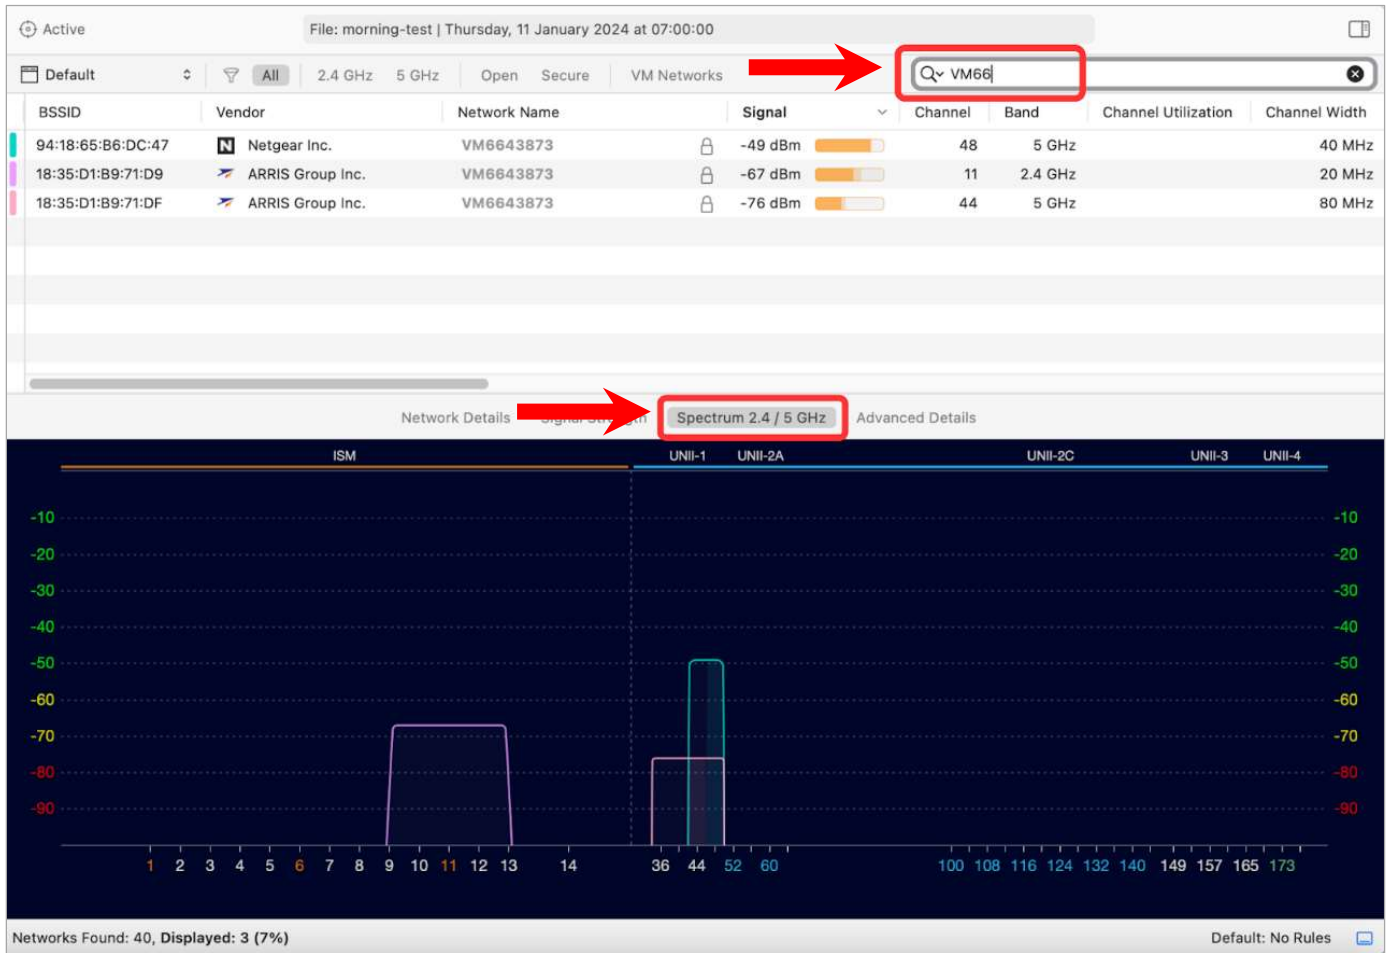 Active
File: morning-test | Thursday, 11 January 2024 at 07:00:00
Default All 2.4 GHz 5 GHz Open Secure VM Networks VM66
BSSID Vendor Network Name Signal Channel Band Channel Utilization Channel Width
94:18:65:B6:DC:47 N Netgear Inc. VM6643873 -49 dBm 48 5 GHz 40 MHz
18:35:D1:B9:71:D9 ARRIS Group Inc. VM6643873 -67 dBm 11 2.4 GHz 20 MHz
18:35:D1:B9:71:DF ARRIS Group Inc. VM6643873 -76 dBm 44 5 GHz 80 MHz
Network Details Spectrum 2.4 / 5 GHz Advanced Details
ISM UNII-1 UNII-2A UNII-2C UNII-3 UNII-4
-10 -10
-20 -20
-30 -30
-40 -40
-50 -50
-60 -60
-70 -70
-80 -80
-90 -90
1 2 3 4 5 6 7 8 9 10 11 12 13 14 36 44 52 60 100 108 116 124 132 140 149 157 165 173
Networks Found: 40, Displayed: 3 (7%) Default: No Rules